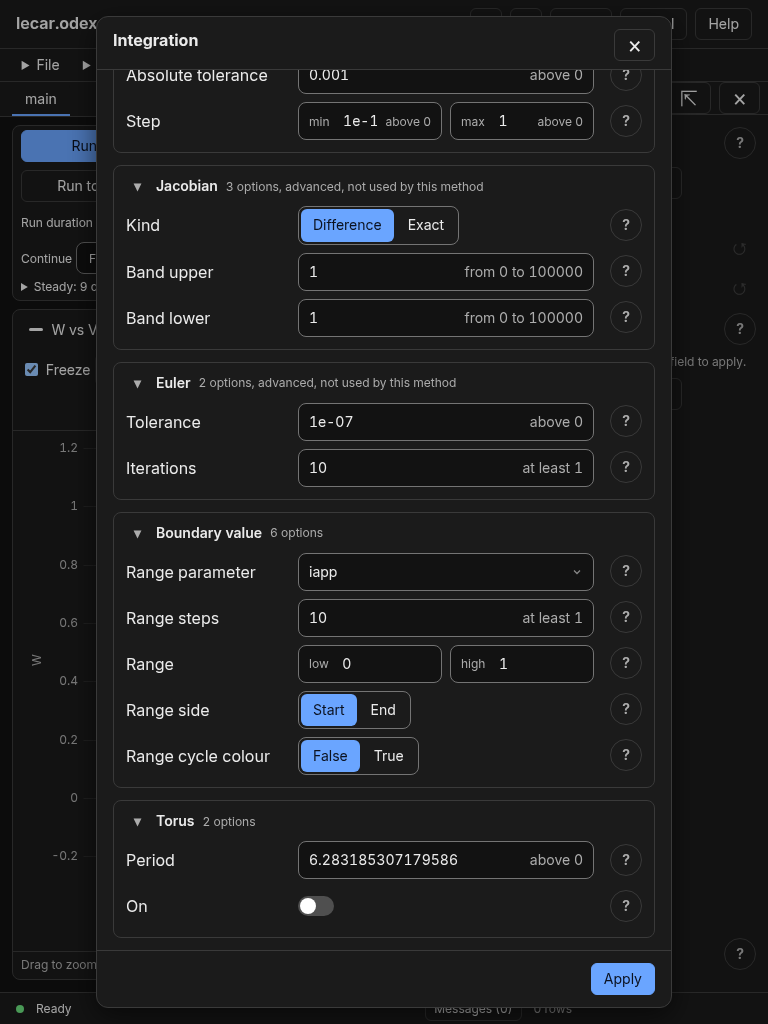 lecar.odex
Integration
×
Help
File
main
Absolute tolerance 0.001 above 0 ?
Step min 1e-1 above 0 max 1 above 0 ?
Run
Run to
Run duration
Continue F
Steady: 9 c
Jacobian 3 options, advanced, not used by this method
Kind Difference Exact ?
Band upper 1 from 0 to 100000 ?
Band lower 1 from 0 to 100000 ?
W vs V
Freeze
field to apply.
Euler 2 options, advanced, not used by this method
Tolerance 1e-07 above 0 ?
Iterations 10 at least 1 ?
Boundary value 6 options
Range parameter iapp ?
Range steps 10 at least 1 ?
Range low 0 high 1 ?
Range side Start End ?
Range cycle colour False True ?
Torus 2 options
Period 6.283185307179586 above 0 ?
On ?
1.2
1
0.8
0.6
W
0.4
0.2
0
-0.2
Drag to zoom
Apply
Ready
Messages (0) 0 rows